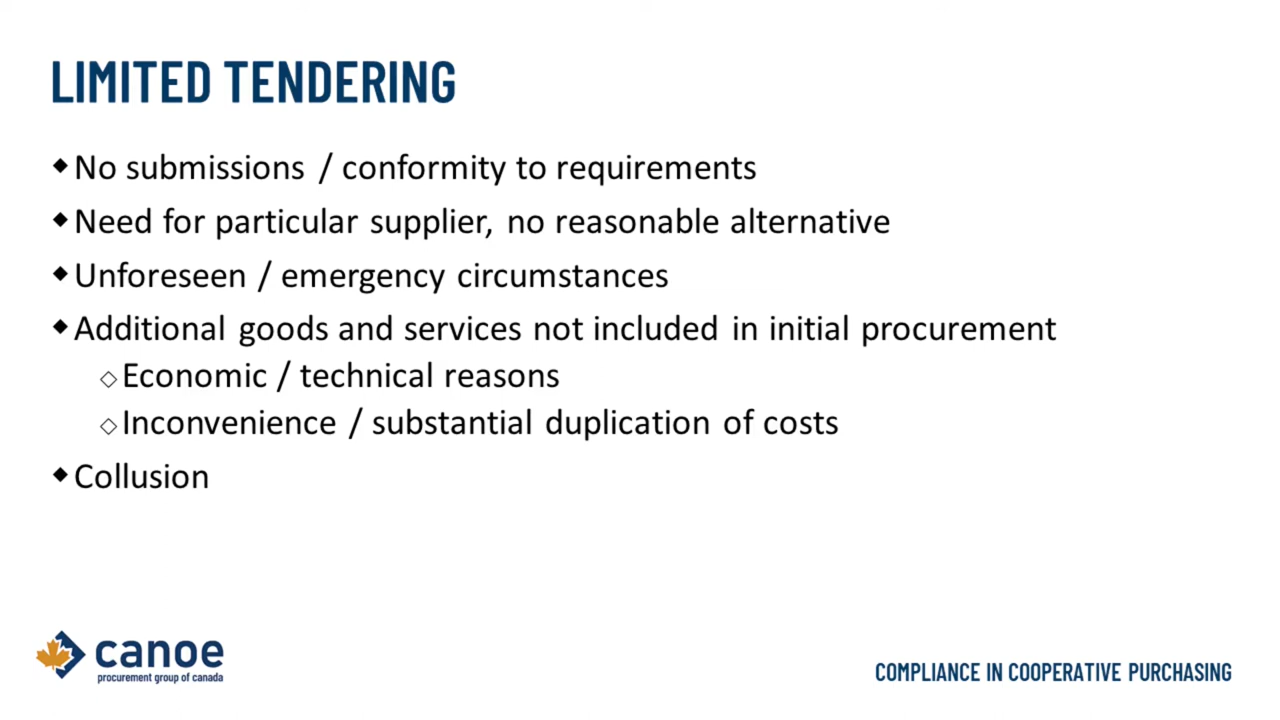 LIMITED TENDERING
◆No submissions / conformity to requirements
◆Need for particular supplier, no reasonable alternative
◆Unforeseen / emergency circumstances
◆Additional goods and services not included in initial procurement
◇Economic / technical reasons
◇Inconvenience / substantial duplication of costs
◆Collusion
canoe
procurement group of canada
COMPLIANCE IN COOPERATIVE PURCHASING